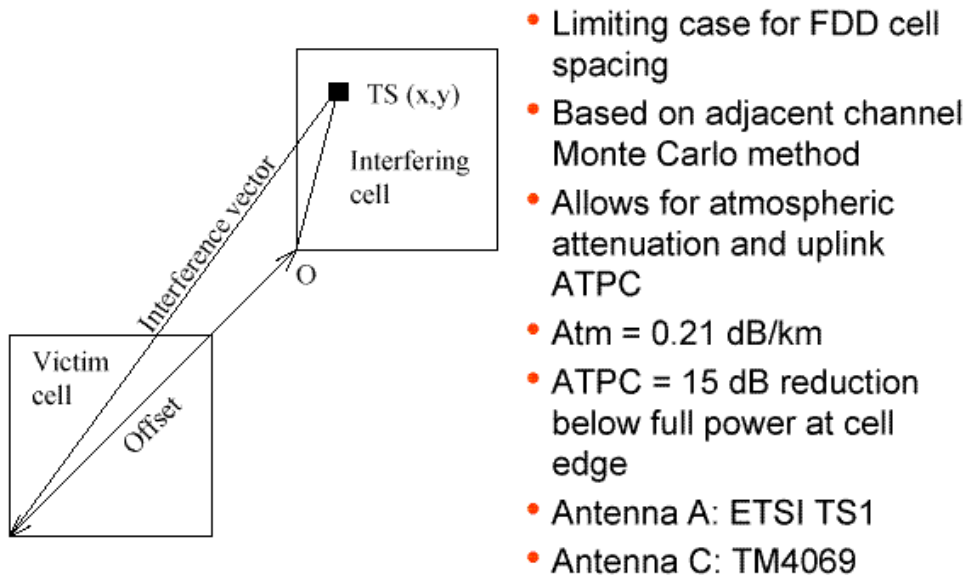 TS (x,y)
Interfering
cell
Interference vector
O
Victim
cell
Offset
• Limiting case for FDD cell
spacing
• Based on adjacent channel
Monte Carlo method
• Allows for atmospheric
attenuation and uplink
ATPC
• Atm = 0.21 dB/km
• ATPC = 15 dB reduction
below full power at cell
edge
• Antenna A: ETSI TS1
• Antenna C: TM4069